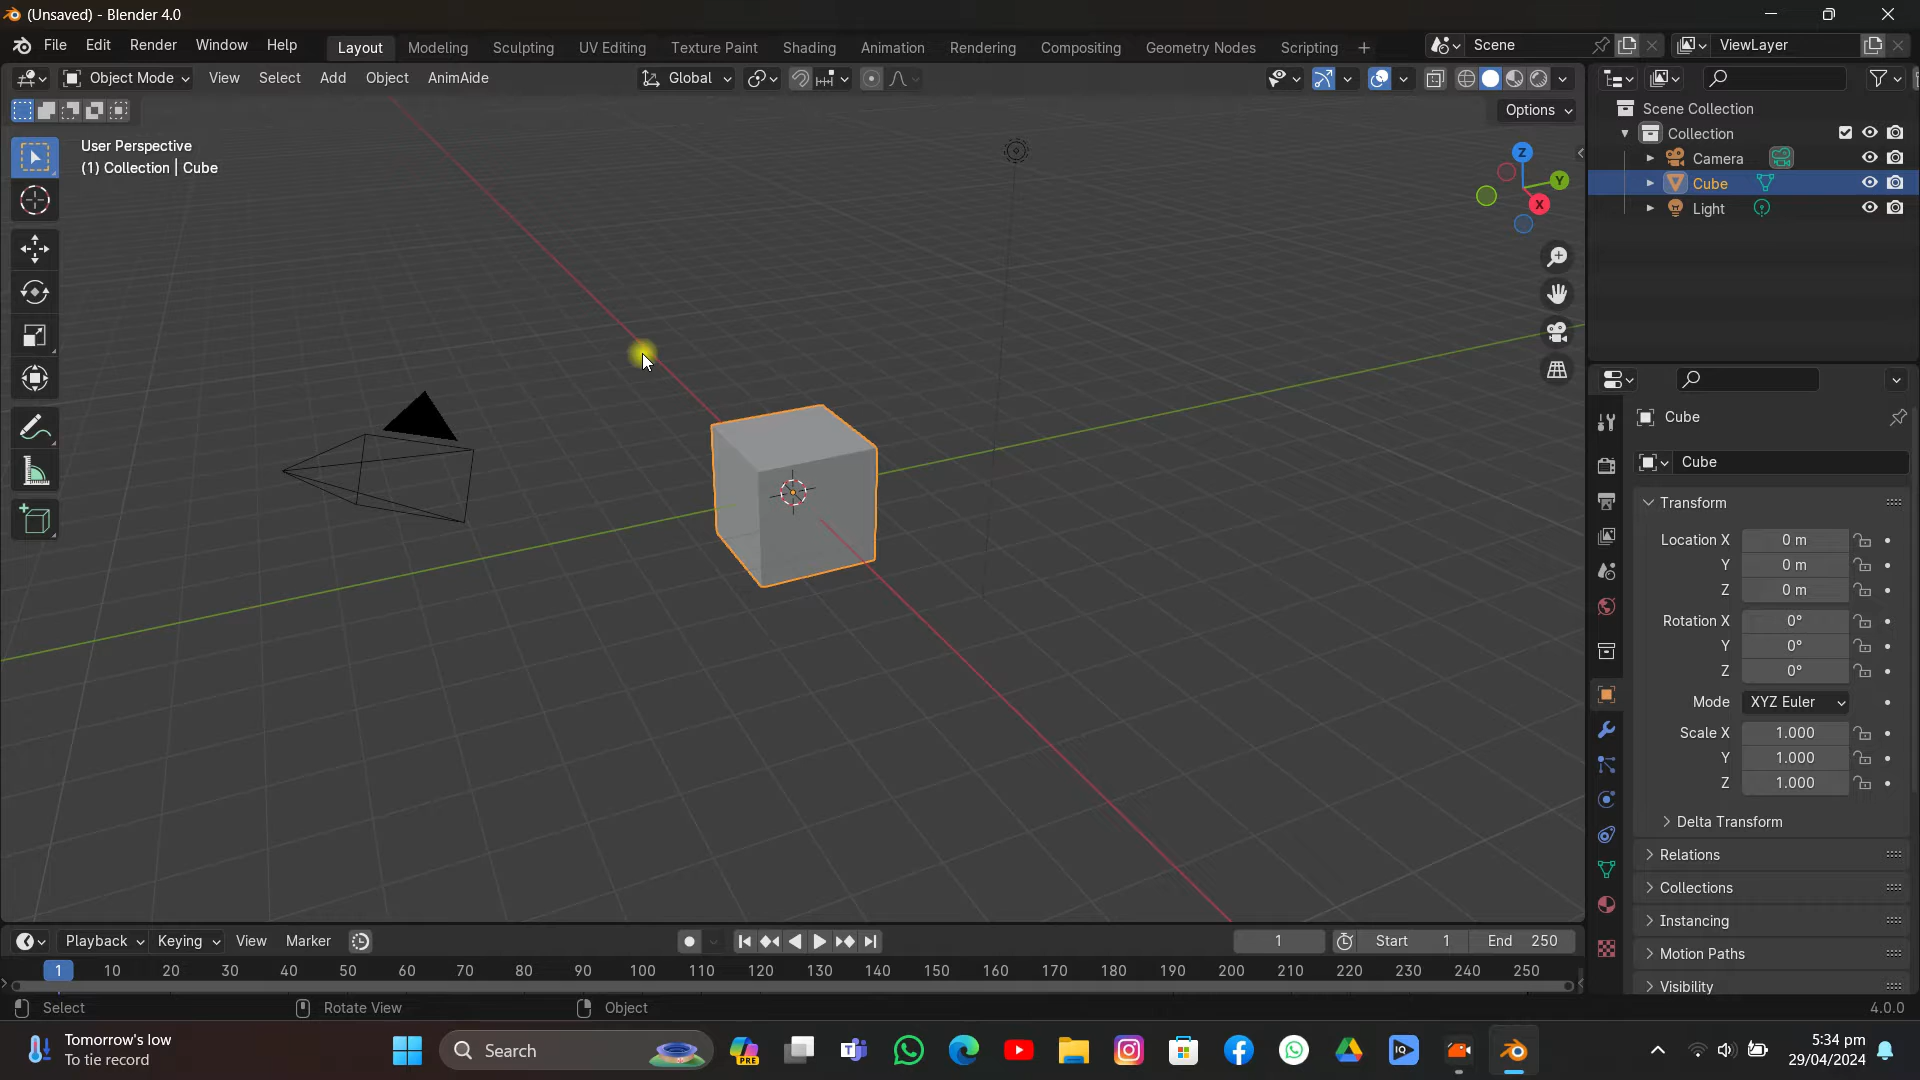 (Unsaved) - Blender 4.0
File Edit Render Window Help Layout Modeling Sculpting UV Editing Texture Paint Shading Animation Rendering Compositing Geometry Nodes Scripting + Scene ViewLayer
Object Mode View Select Add Object AnimAide Global
Options
User Perspective
(1) Collection | Cube
Z
Y
X
Scene Collection
Collection
Camera
Cube
Light
Cube
Cube
Transform
Location X 0 m
Y 0 m
Z 0 m
Rotation X 0°
Y 0°
Z 0°
Mode XYZ Euler
Scale X 1.000
Y 1.000
Z 1.000
Delta Transform
Relations
Collections
Instancing
Motion Paths
Visibility
Playback Keying View Marker 1 Start 1 End 250
1 10 20 30 40 50 60 70 80 90 100 110 120 130 140 150 160 170 180 190 200 210 220 230 240 250
Select Rotate View Object 4.0.0
Tomorrow's low
To tie record
Search
PRE
IQ
5:34 pm
29/04/2024